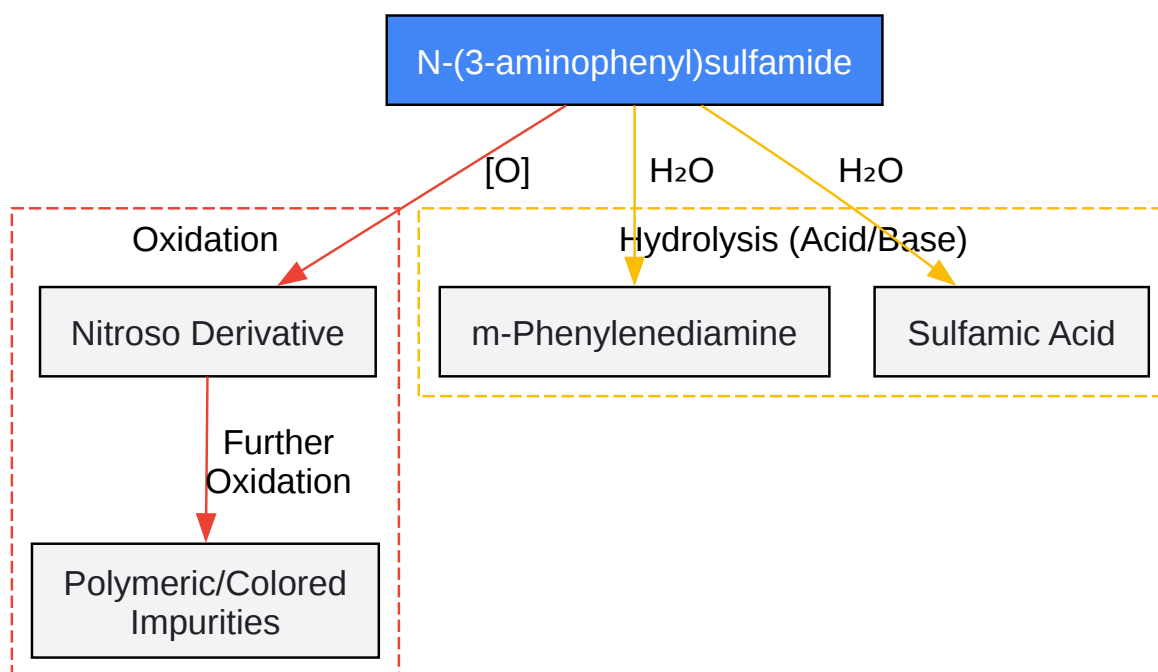 N-(3-aminophenyl)sulfamide
[O]
H₂O
H₂O
Oxidation
Hydrolysis (Acid/Base)
Nitroso Derivative
m-Phenylenediamine
Sulfamic Acid
Further
Oxidation
Polymeric/Colored
Impurities